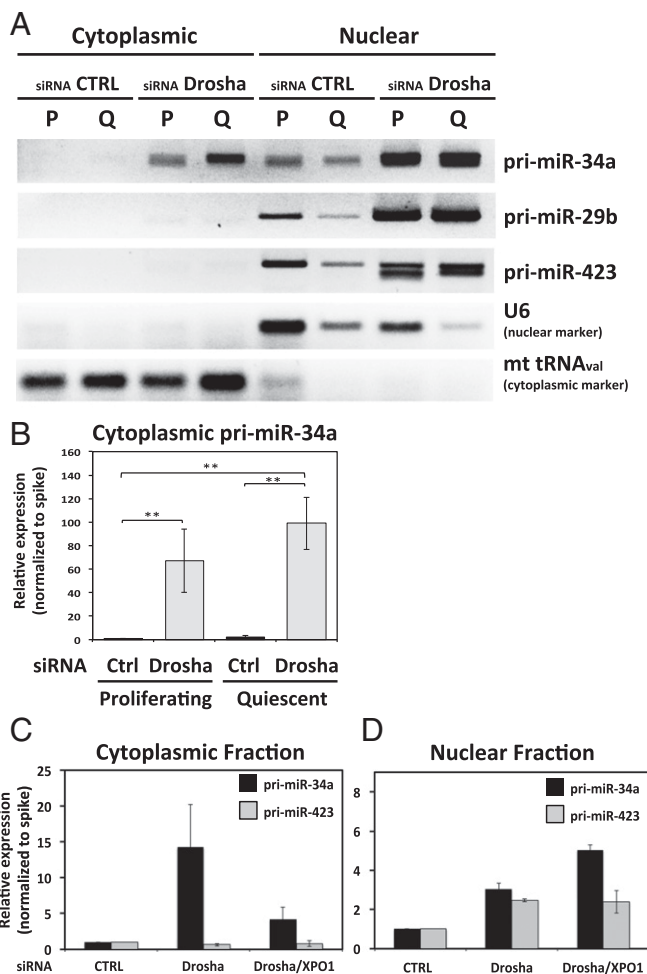 A
Cytoplasmic Nuclear
siRNA CTRL siRNA Drosha siRNA CTRL siRNA Drosha
P Q P Q P Q P Q
pri-miR-34a
pri-miR-29b
pri-miR-423
U6
(nuclear marker)
mt tRNAval
(cytoplasmic marker)
B
Cytoplasmic pri-miR-34a
Relative expression
(normalized to spike)
160
140
120
100
80
60
40
20
0
**
**
**
siRNA Ctrl Drosha Ctrl Drosha
Proliferating Quiescent
C
Cytoplasmic Fraction
Relative expression
(normalized to spike)
25
20
15
10
5
0
pri-miR-34a
pri-miR-423
siRNA CTRL Drosha Drosha/XPO1
D
Nuclear Fraction
8
6
4
2
0
pri-miR-34a
pri-miR-423
CTRL Drosha Drosha/XPO1